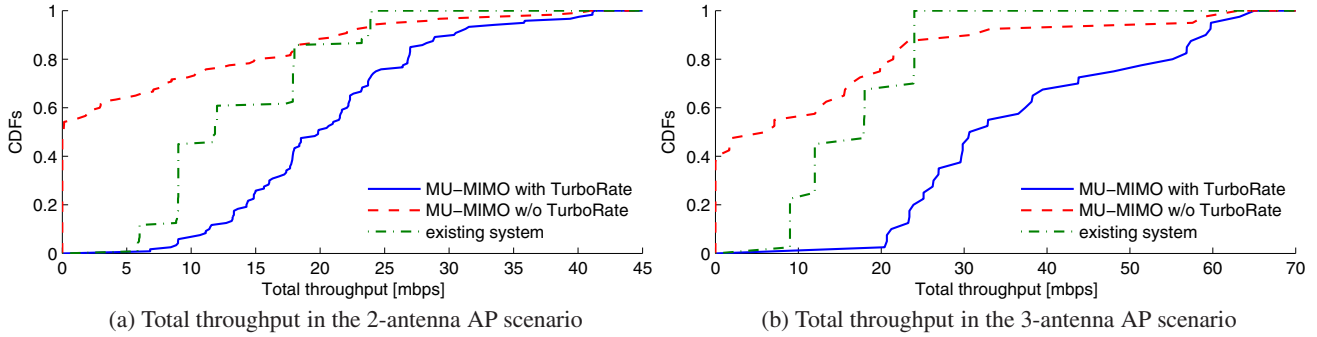 1
0.8
0.6
0.4
0.2
0
CDFs
0 5 10 15 20 25 30 35 40 45
Total throughput [mbps]
MU−MIMO with TurboRate
MU−MIMO w/o TurboRate
existing system
(a) Total throughput in the 2-antenna AP scenario
1
0.8
0.6
0.4
0.2
0
CDFs
0 10 20 30 40 50 60 70
Total throughput [mbps]
MU−MIMO with TurboRate
MU−MIMO w/o TurboRate
existing system
(b) Total throughput in the 3-antenna AP scenario